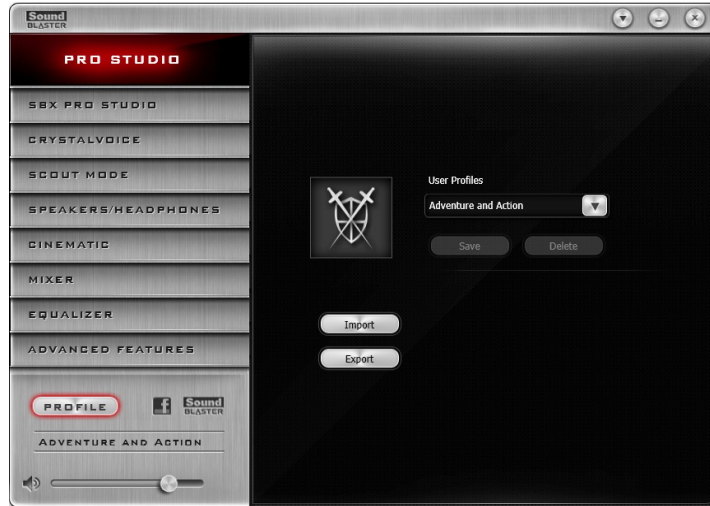 Sound
BLASTER
PRO STUDIO
SBX PRO STUDIO
CRYSTALVOICE
SCOUT MODE
SPEAKERS/HEADPHONES
CINEMATIC
MIXER
EQUALIZER
ADVANCED FEATURES
PROFILE
f
Sound
BLASTER
ADVENTURE AND ACTION
User Profiles
Adventure and Action
Save Delete
Import
Export